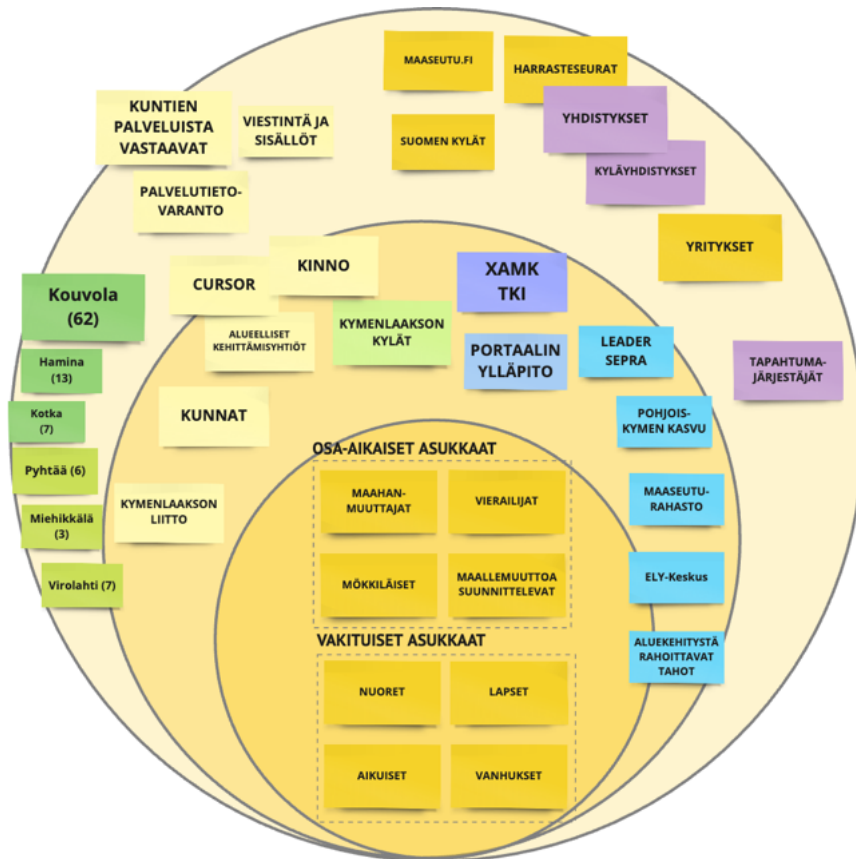 MAASEUTU.FI
HARRASTESEURAT
KUNTIEN
PALVELUISTA
VASTAAVAT
VIESTINTÄ JA
SISÄLLÖT
SUOMEN KYLÄT
YHDISTYKSET
KYLÄYHDISTYKSET
PALVELUTIETO-
VARANTO
YRITYKSET
CURSOR
KINNO
XAMK
TKI
Kouvola
(62)
ALUEELLISET
KEHITTÄMISYHTIÖT
KYMENLAAKSON
KYLÄT
PORTAALIN
YLLÄPITO
LEADER
SEPRA
TAPAHTUMA-
JÄRJESTÄJÄT
Hamina
(13)
Kotka
(7)
KUNNAT
POHJOIS-
KYMEN KASVU
OSA-AIKAISET ASUKKAAT
Pyhtää (6)
MAAHAN-
MUUTTAJAT
VIERAILIJAT
MAASEUTU-
RAHASTO
Miehikkälä
(3)
KYMENLAAKSON
LIITTO
Virolahti (7)
MÖKKILÄISET
MAALLEMUUTTOA
SUUNNITTELEVAT
ELY-Keskus
VAKITUISET ASUKKAAT
ALUEKEHITYSTÄ
RAHOITTAVAT
TAHOT
NUORET
LAPSET
AIKUISET
VANHUKSET